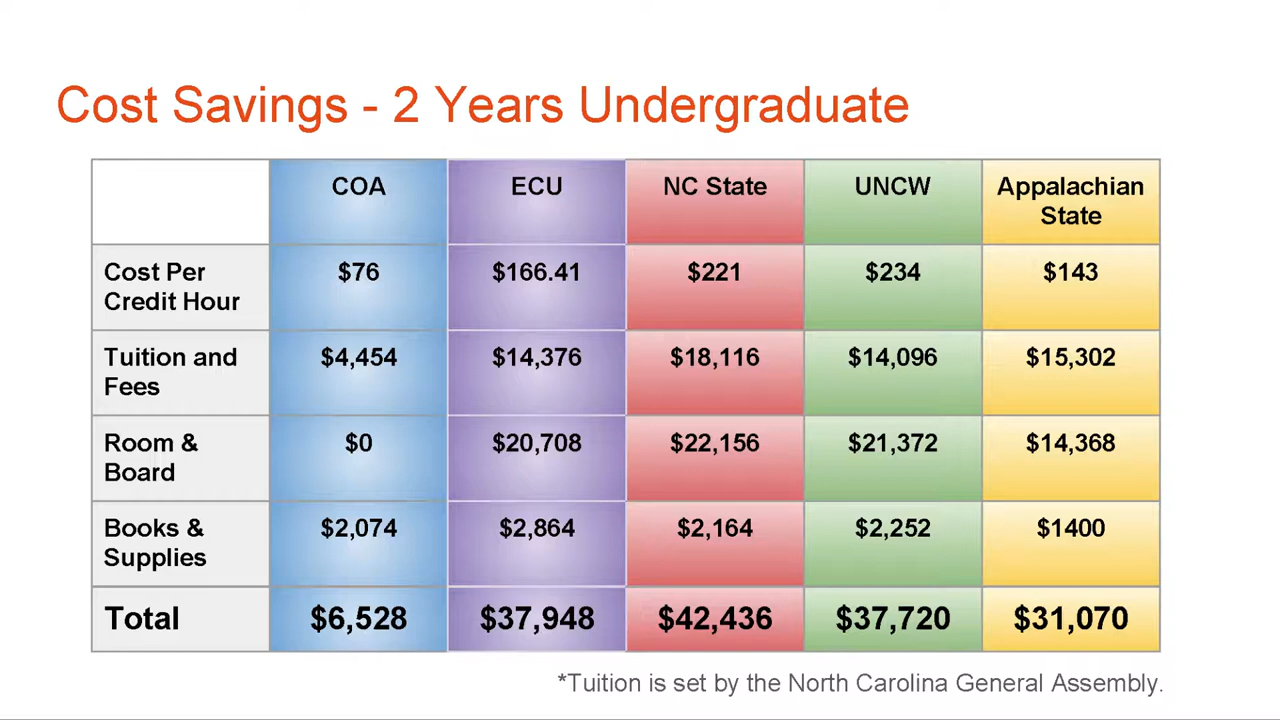 Cost Savings - 2 Years Undergraduate
COA ECU NC State UNCW Appalachian
State
Cost Per $76 $166.41 $221 $234 $143
Credit Hour
Tuition and $4,454 $14,376 $18,116 $14,096 $15,302
Fees
Room & $0 $20,708 $22,156 $21,372 $14,368
Board
Books & $2,074 $2,864 $2,164 $2,252 $1400
Supplies
Total $6,528 $37,948 $42,436 $37,720 $31,070
*Tuition is set by the North Carolina General Assembly.